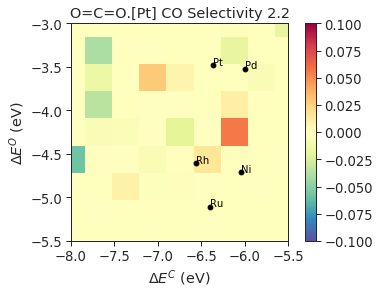 O=C=O.[Pt] CO Selectivity 2.2
−3.0
−3.5
−4.0
−4.5
−5.0
−5.5
ΔE^O (eV)
Pt
Pd
Rh
Ni
Ru
−8.0 −7.5 −7.0 −6.5 −6.0 −5.5
ΔE^C (eV)
0.100
0.075
0.050
0.025
0.000
−0.025
−0.050
−0.075
−0.100